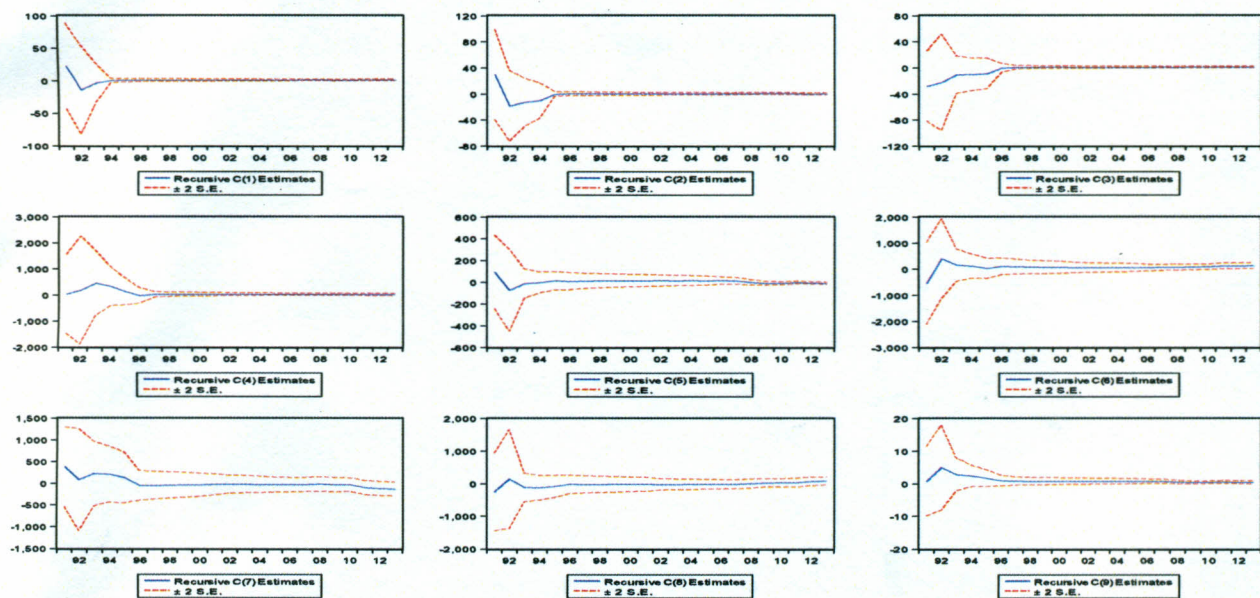 100
50
0
-50
-100
92 94 96 98 00 02 04 06 08 10 12
Recursive C(1) Estimates
± 2 S.E.
120
80
40
0
-40
-80
92 94 96 98 00 02 04 06 08 10 12
Recursive C(2) Estimates
± 2 S.E.
80
40
0
-40
-80
-120
92 94 96 98 00 02 04 06 08 10 12
Recursive C(3) Estimates
± 2 S.E.
3,000
2,000
1,000
0
-1,000
-2,000
92 94 96 98 00 02 04 06 08 10 12
Recursive C(4) Estimates
± 2 S.E.
600
400
200
0
-200
-400
-600
92 94 96 98 00 02 04 06 08 10 12
Recursive C(5) Estimates
± 2 S.E.
2,000
1,000
0
-1,000
-2,000
-3,000
92 94 96 98 00 02 04 06 08 10 12
Recursive C(6) Estimates
± 2 S.E.
1,500
1,000
500
0
-500
-1,000
-1,500
92 94 96 98 00 02 04 06 08 10 12
Recursive C(7) Estimates
± 2 S.E.
2,000
1,000
0
-1,000
-2,000
92 94 96 98 00 02 04 06 08 10 12
Recursive C(8) Estimates
± 2 S.E.
20
10
0
-10
-20
92 94 96 98 00 02 04 06 08 10 12
Recursive C(9) Estimates
± 2 S.E.